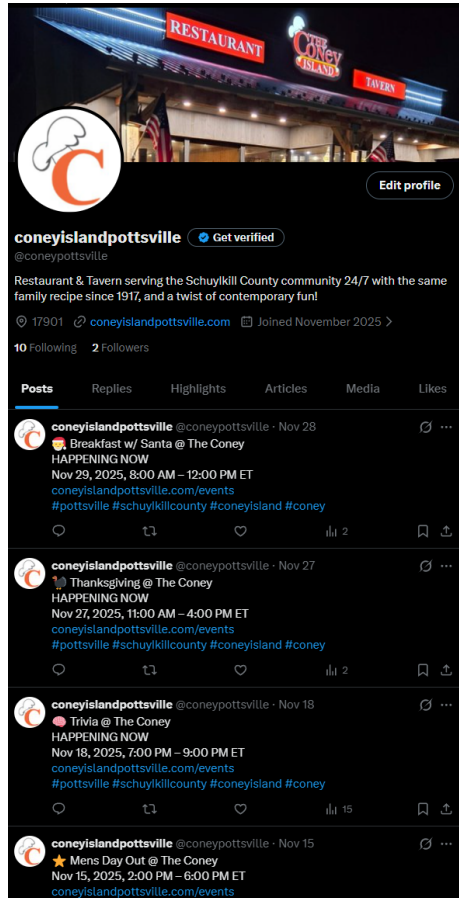 RESTAURANT
THE
CONEY
ISLAND
TAVERN
C
Edit profile
coneyislandpottsville Get verified
@coneypottsville
Restaurant & Tavern serving the Schuylkill County community 24/7 with the same
family recipe since 1917, and a twist of contemporary fun!
17901 coneyislandpottsville.com Joined November 2025
10 Following 2 Followers
Posts Replies Highlights Articles Media Likes
C
coneyislandpottsville @coneypottsville · Nov 28
🎅 Breakfast w/ Santa @ The Coney
HAPPENING NOW
Nov 29, 2025, 8:00 AM – 12:00 PM ET
coneyislandpottsville.com/events
#pottsville #schuylkillcounty #coneyisland #coney
2
C
coneyislandpottsville @coneypottsville · Nov 27
🦃 Thanksgiving @ The Coney
HAPPENING NOW
Nov 27, 2025, 11:00 AM – 4:00 PM ET
coneyislandpottsville.com/events
#pottsville #schuylkillcounty #coneyisland #coney
2
C
coneyislandpottsville @coneypottsville · Nov 18
🧠 Trivia @ The Coney
HAPPENING NOW
Nov 18, 2025, 7:00 PM – 9:00 PM ET
coneyislandpottsville.com/events
#pottsville #schuylkillcounty #coneyisland #coney
15
C
coneyislandpottsville @coneypottsville · Nov 15
⭐ Mens Day Out @ The Coney
Nov 15, 2025, 2:00 PM – 6:00 PM ET
coneyislandpottsville.com/events